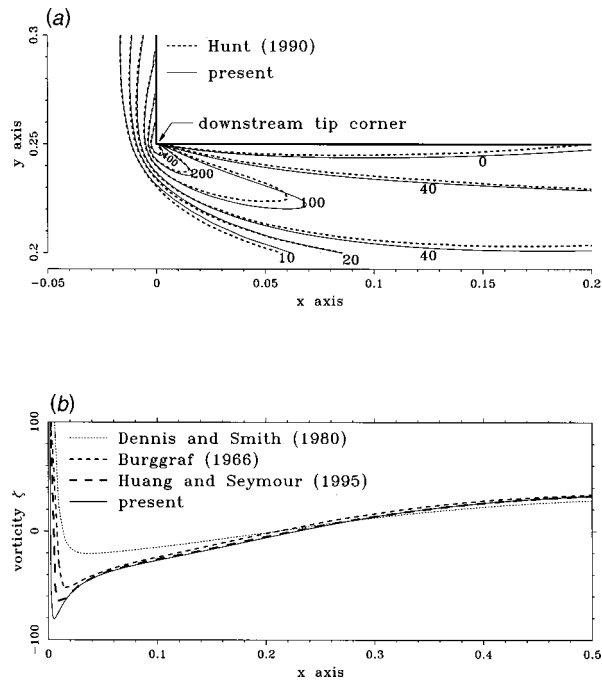 (a)
0.3
Hunt (1990)
present
downstream tip corner
y axis
0.25
400
200
100
0
40
10
20
40
0.2
-0.05
0
0.05
0.1
0.15
0.2
x axis
(b)
100
Dennis and Smith (1980)
Burggraf (1966)
Huang and Seymour (1995)
present
vorticity ζ
0
-100
0
0.1
0.2
0.3
0.4
0.5
x axis